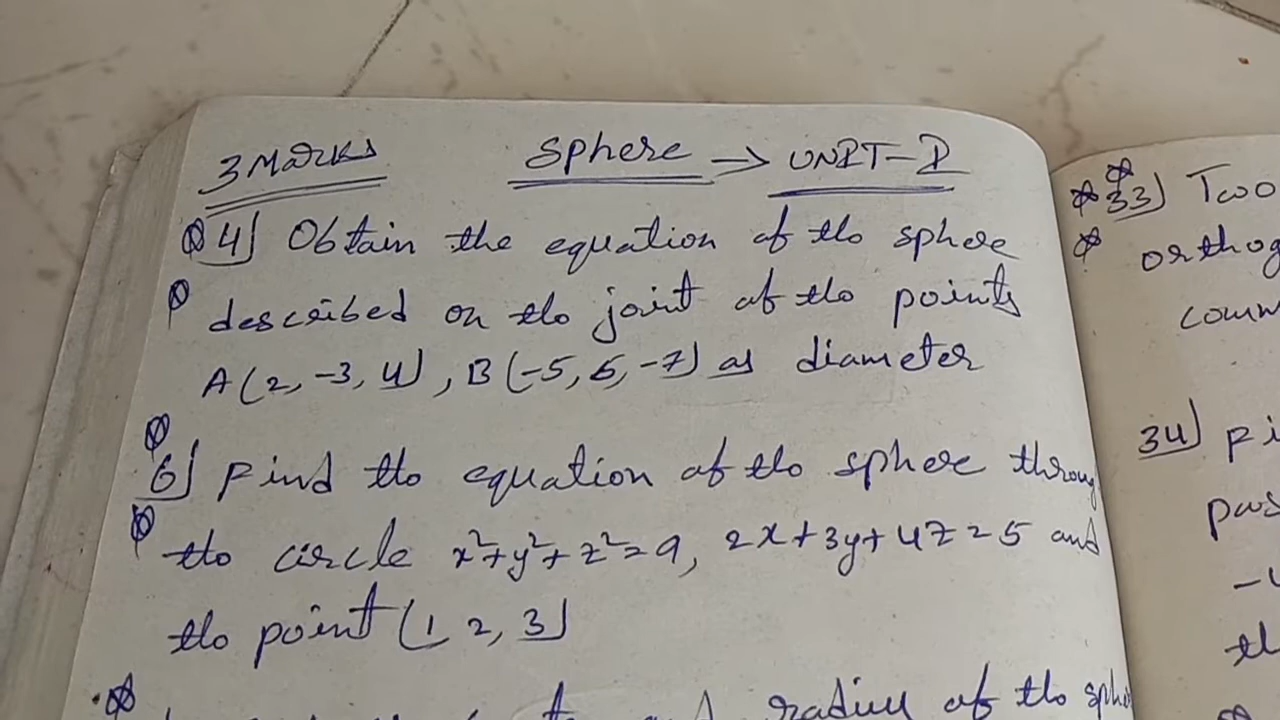 3 Marks Sphere → UNIT-I
4) Obtain the equation of the sphere
described on the joint of the points
A(2, -3, 4), B(-5, 6, -7) as diameter
6) Find the equation of the sphere throug
the circle x²+y²+z²=9, 2x+3y+4z=5 and
the point (1 2, 3)
radius of the sphe
33) Two
orthog
comm
34) Fi
pas
-4
th